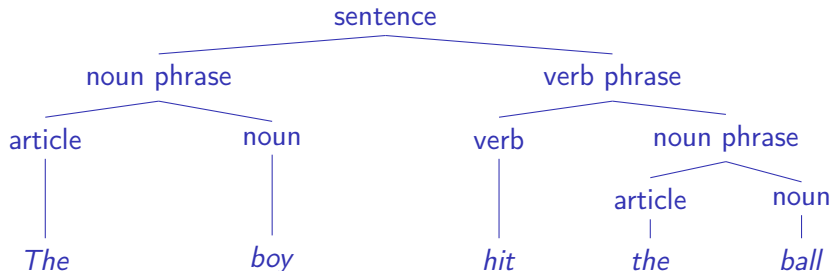 sentence
noun phrase verb phrase
article noun verb noun phrase
article noun
The boy hit the ball